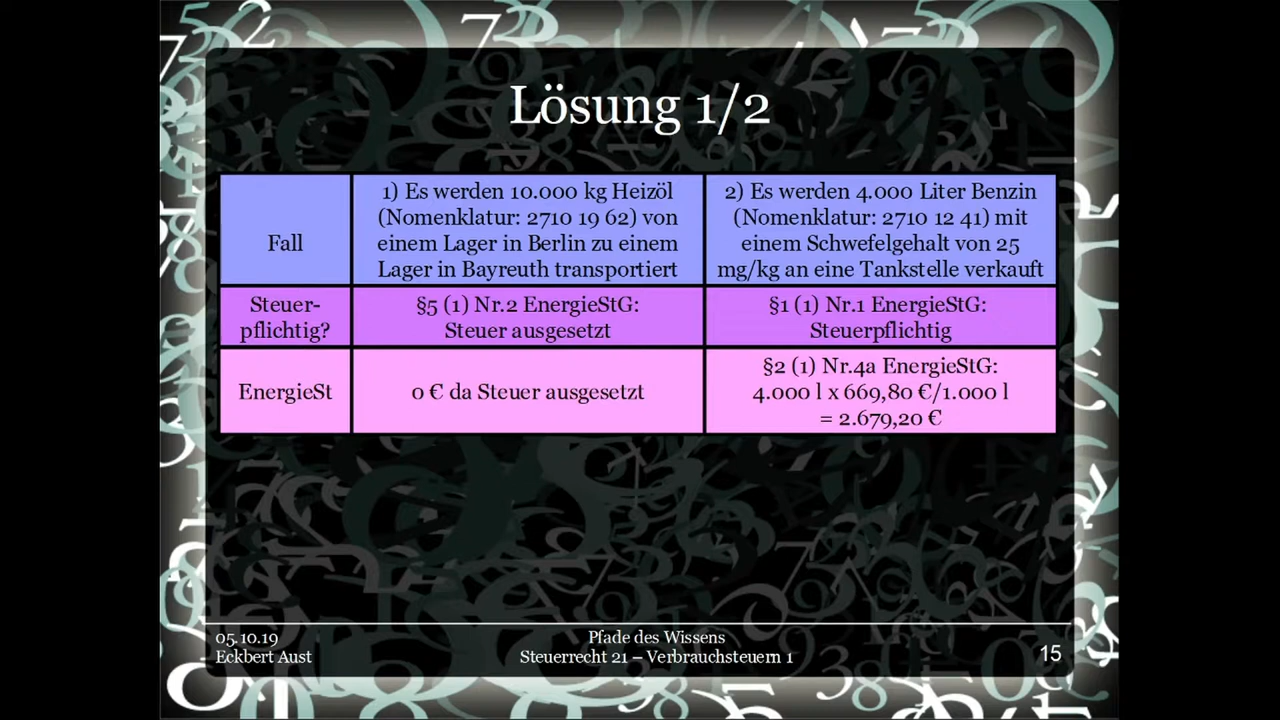 Lösung 1/2
Fall
1) Es werden 10.000 kg Heizöl
(Nomenklatur: 2710 19 62) von
einem Lager in Berlin zu einem
Lager in Bayreuth transportiert
2) Es werden 4.000 Liter Benzin
(Nomenklatur: 2710 12 41) mit
einem Schwefelgehalt von 25
mg/kg an eine Tankstelle verkauft
Steuer-
pflichtig?
§5 (1) Nr.2 EnergieStG:
Steuer ausgesetzt
§1 (1) Nr.1 EnergieStG:
Steuerpflichtig
EnergieSt
0 € da Steuer ausgesetzt
§2 (1) Nr.4a EnergieStG:
4.000 l x 669,80 €/1.000 l
= 2.679,20 €
05.10.19
Eckbert Aust
Pfade des Wissens
Steuerrecht 21 – Verbrauchsteuern 1
15